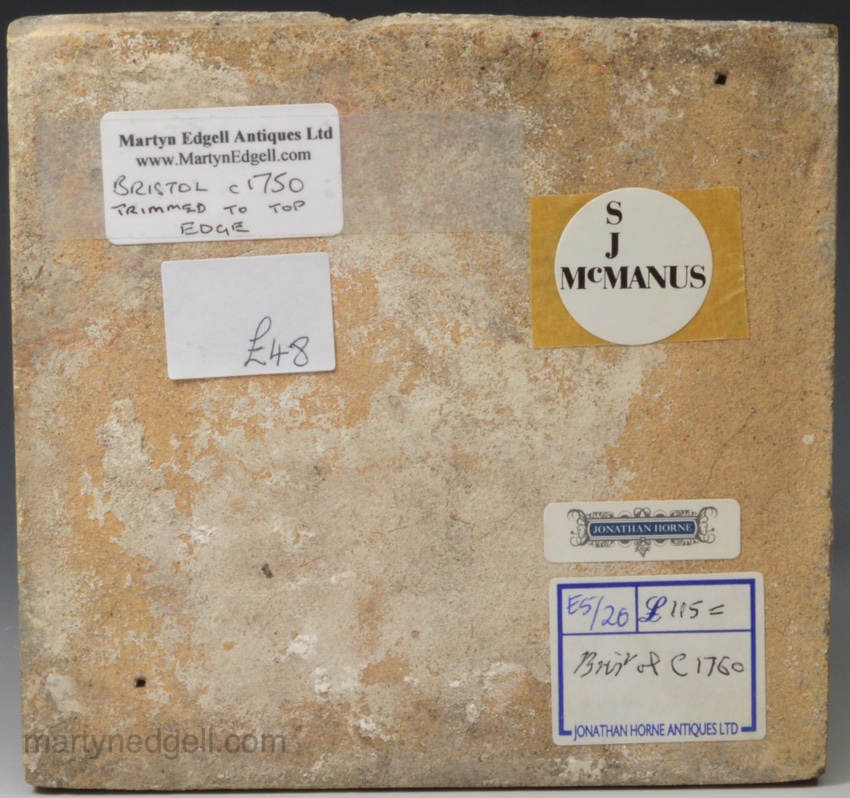 Martyn Edgell Antiques Ltd
www.MartynEdgell.com
BRISTOL c1750
TRIMMED TO TOP
EDGE
£48
S
J
McMANUS
JONATHAN HORNE
E5/20 £115=
Bristol C1760
JONATHAN HORNE ANTIQUES LTD
martynedgell.com